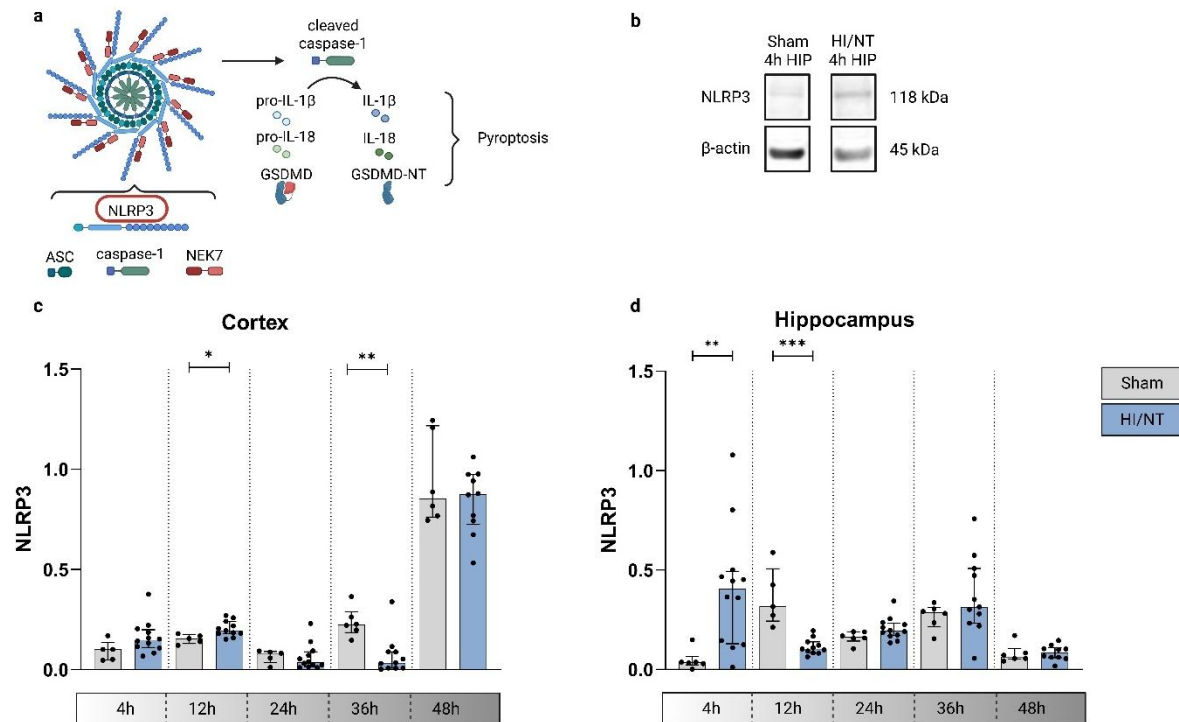 a
cleaved
caspase-1
pro-IL-1β
IL-1β
pro-IL-18
IL-18
GSDMD
GSDMD-NT
Pyroptosis
NLRP3
ASC
caspase-1
NEK7
b
Sham
4h HIP
HI/NT
4h HIP
NLRP3
118 kDa
β-actin
45 kDa
c
Cortex
NLRP3
1.5
1.0
0.5
0.0
*
**
4h
12h
24h
36h
48h
d
Hippocampus
NLRP3
1.5
1.0
0.5
0.0
**
***
4h
12h
24h
36h
48h
Sham
HI/NT